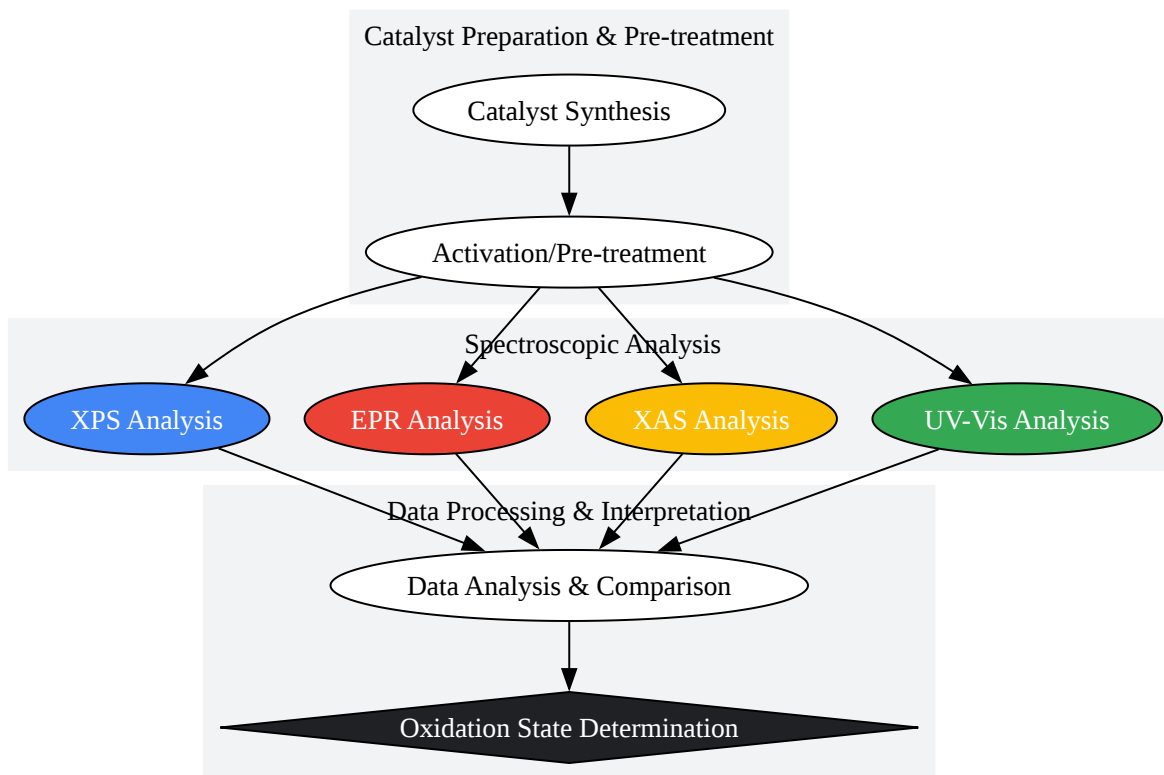 Catalyst Preparation & Pre-treatment
Catalyst Synthesis
Activation/Pre-treatment
Spectroscopic Analysis
XPS Analysis
EPR Analysis
XAS Analysis
UV-Vis Analysis
Data Processing & Interpretation
Data Analysis & Comparison
Oxidation State Determination